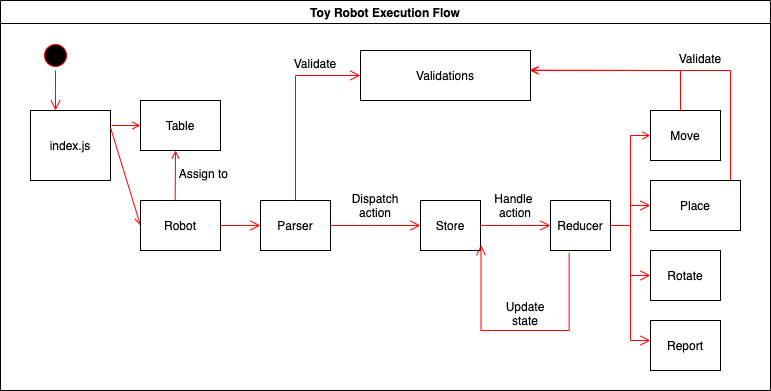 Toy Robot Execution Flow
Validate
Validations
Validate
index.js
Table
Move
Assign to
Robot
Parser
Dispatch
action
Store
Handle
action
Reducer
Place
Update
state
Rotate
Report